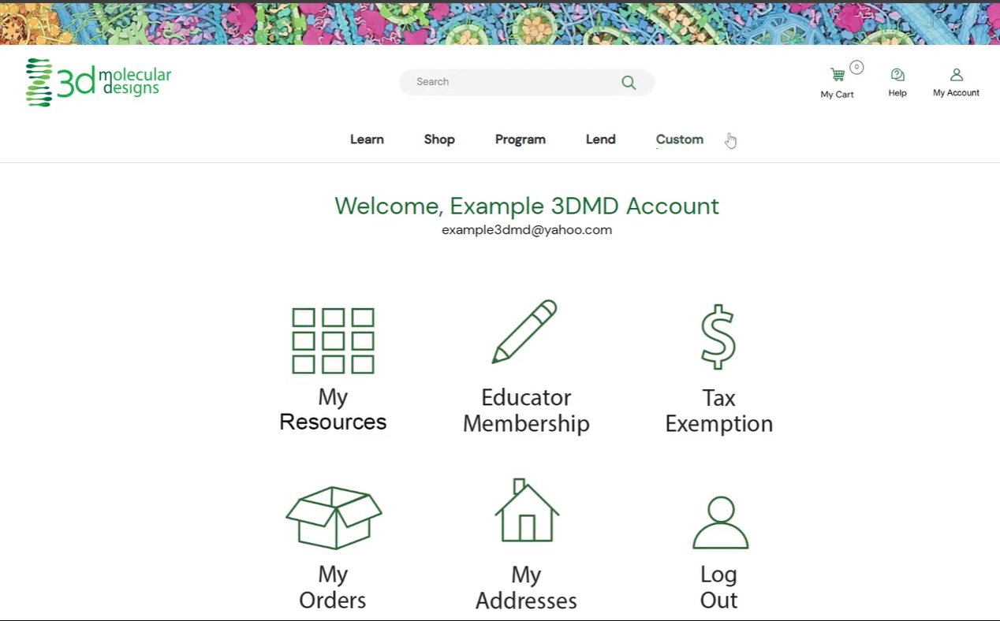 3d molecular designs
Search
0
My Cart
Help
My Account
Learn
Shop
Program
Lend
Custom
Welcome, Example 3DMD Account
example3dmd@yahoo.com
My
Resources
Educator
Membership
Tax
Exemption
My
Orders
My
Addresses
Log
Out